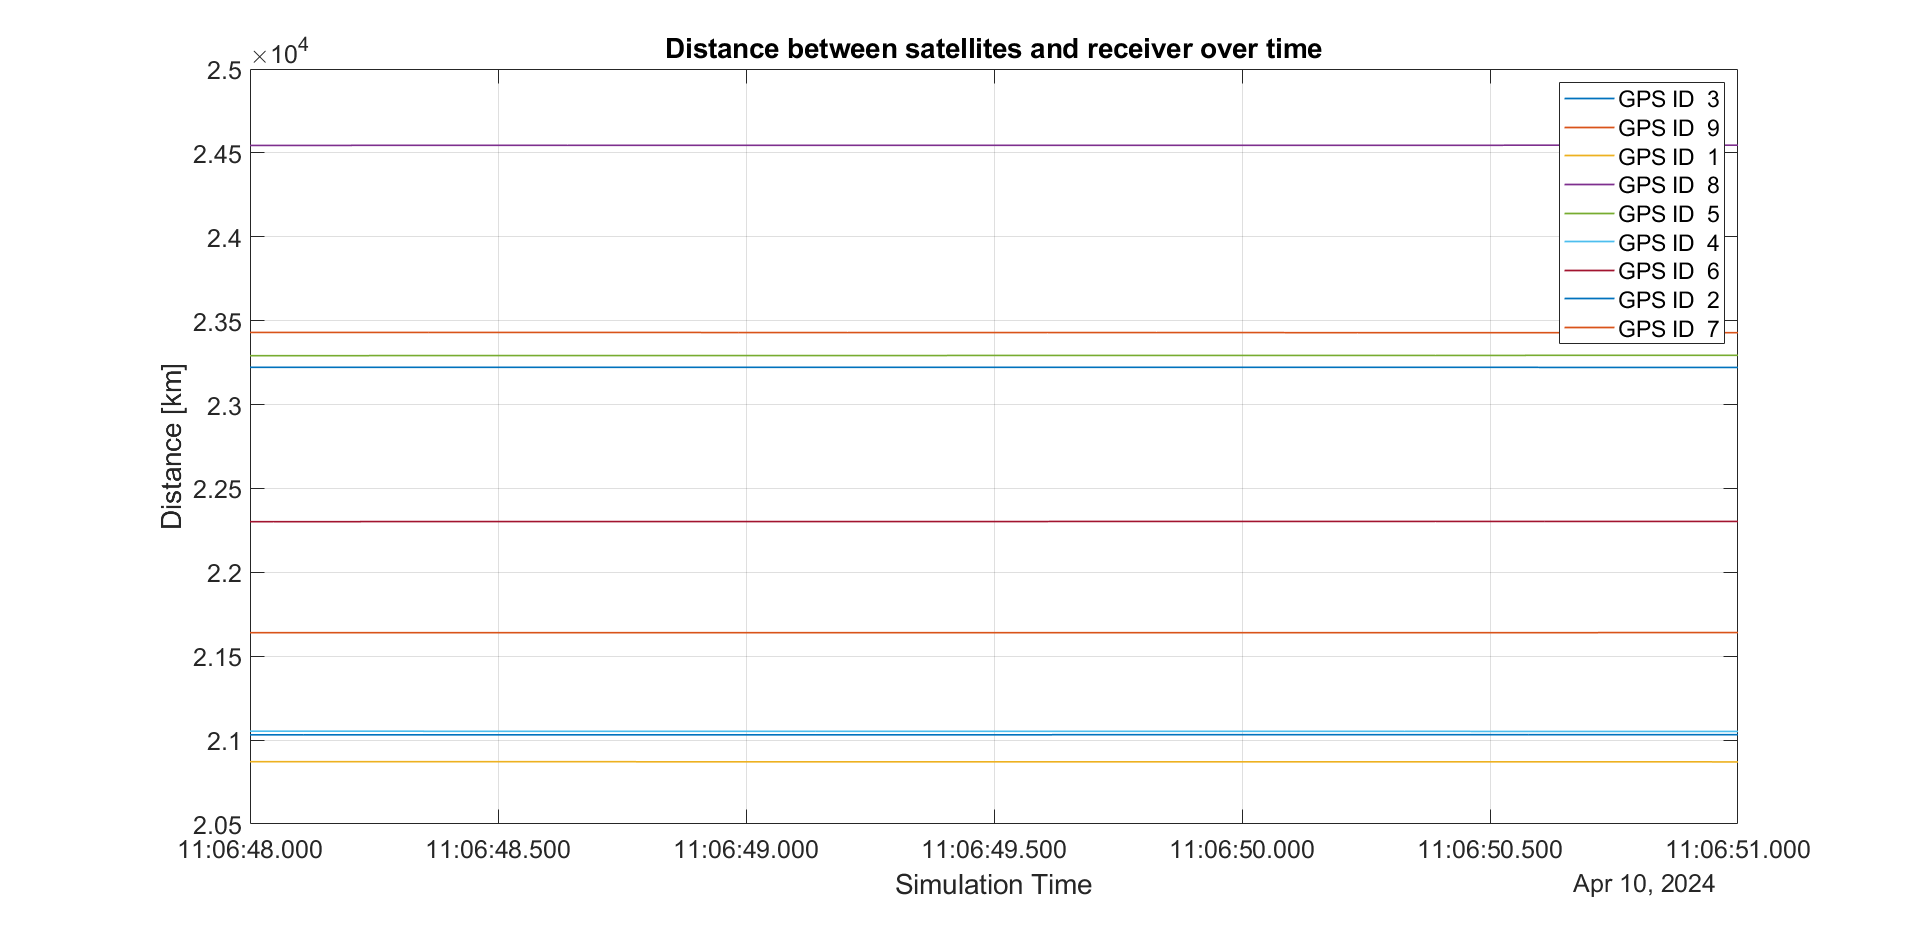 Distance between satellites and receiver over time
×10⁴
2.5
2.45
2.4
2.35
2.3
2.25
2.2
2.15
2.1
2.05
Distance [km]
GPS ID 3
GPS ID 9
GPS ID 1
GPS ID 8
GPS ID 5
GPS ID 4
GPS ID 6
GPS ID 2
GPS ID 7
11:06:48.000 11:06:48.500 11:06:49.000 11:06:49.500 11:06:50.000 11:06:50.500 11:06:51.000
Simulation Time
Apr 10, 2024